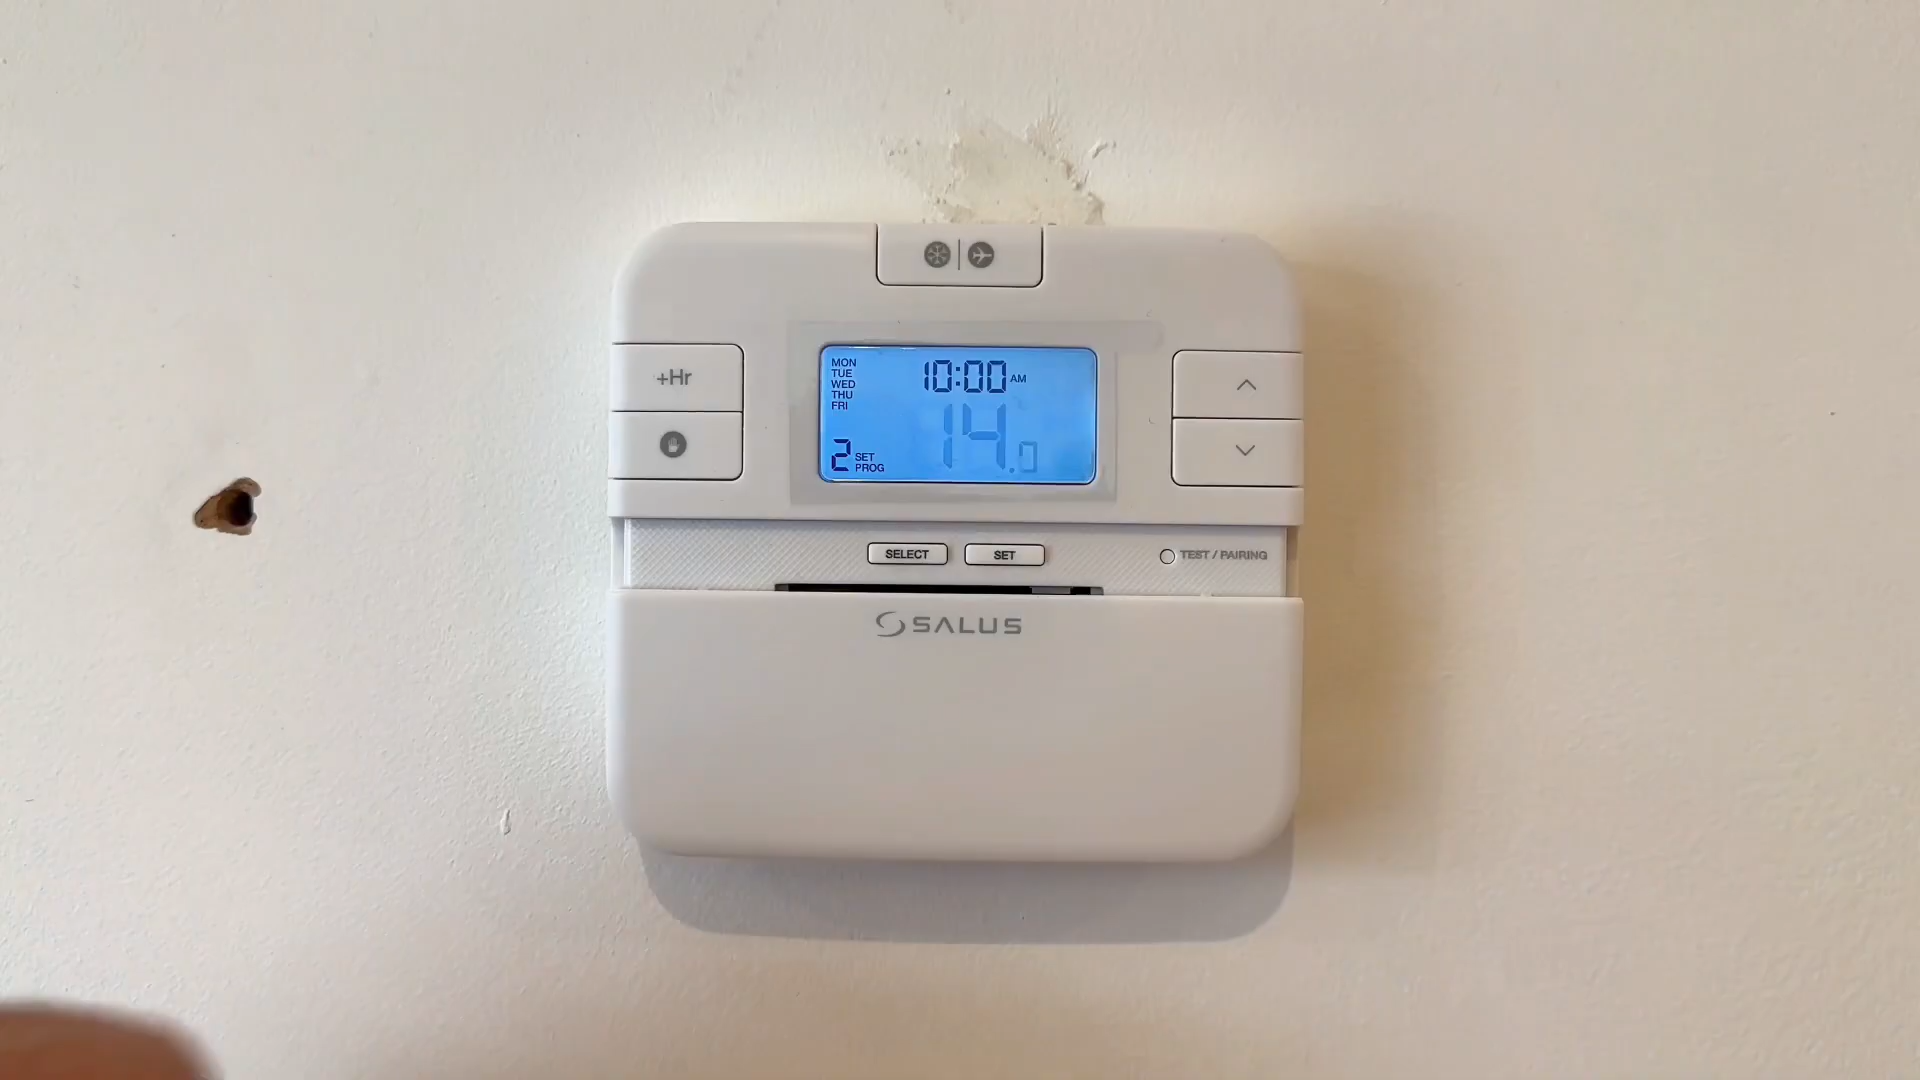 +Hr
MON
TUE
WED
THU
FRI
10:00 AM
14.0
2 SET PROG
SELECT
SET
TEST / PAIRING
SALUS